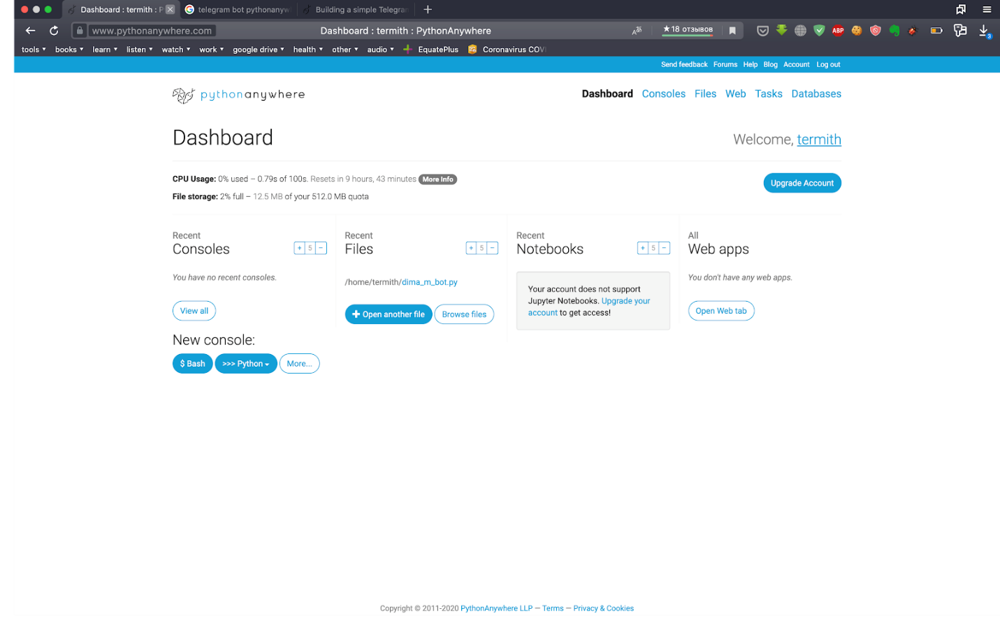 Dashboard : termith : P
telegram bot pythonanyw
Building a simple Telegram
www.pythonanywhere.com
Dashboard : termith : PythonAnywhere
★18 отзывов
ABP
3
tools
books
learn
listen
watch
work
google drive
health
other
audio
EquatePlus
Coronavirus COVI
Send feedback Forums Help Blog Account Log out
pythonanywhere
Dashboard Consoles Files Web Tasks Databases
Dashboard
Welcome, termith
CPU Usage: 0% used – 0.79s of 100s. Resets in 9 hours, 43 minutes More Info
File storage: 2% full – 12.5 MB of your 512.0 MB quota
Upgrade Account
Recent
Consoles
+ 5 −
You have no recent consoles.
View all
New console:
$ Bash
>>> Python
More...
Recent
Files
+ 5 −
/home/termith/dima_m_bot.py
+ Open another file
Browse files
Recent
Notebooks
+ 5 −
Your account does not support
Jupyter Notebooks. Upgrade your
account to get access!
All
Web apps
You don't have any web apps.
Open Web tab
Copyright © 2011-2020 PythonAnywhere LLP — Terms — Privacy & Cookies